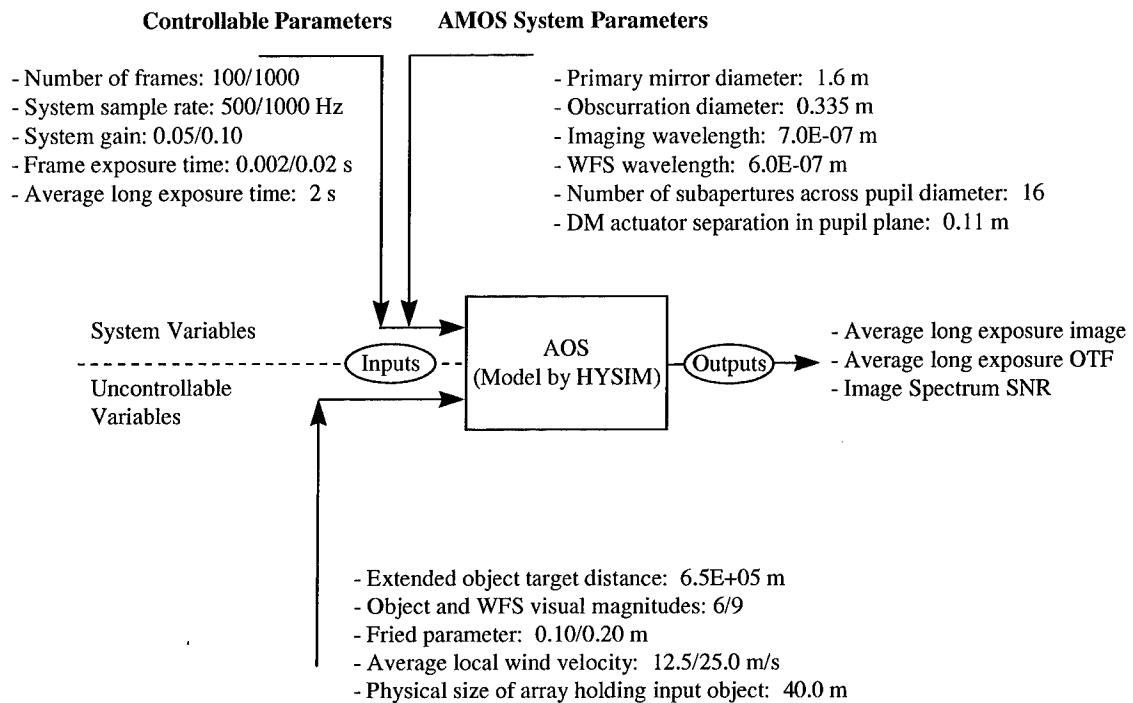 Controllable Parameters
AMOS System Parameters
- Number of frames: 100/1000
- System sample rate: 500/1000 Hz
- System gain: 0.05/0.10
- Frame exposure time: 0.002/0.02 s
- Average long exposure time: 2 s
- Primary mirror diameter: 1.6 m
- Obscurration diameter: 0.335 m
- Imaging wavelength: 7.0E-07 m
- WFS wavelength: 6.0E-07 m
- Number of subapertures across pupil diameter: 16
- DM actuator separation in pupil plane: 0.11 m
System Variables
Inputs
Uncontrollable
Variables
AOS
(Model by HYSIM)
Outputs
- Average long exposure image
- Average long exposure OTF
- Image Spectrum SNR
- Extended object target distance: 6.5E+05 m
- Object and WFS visual magnitudes: 6/9
- Fried parameter: 0.10/0.20 m
- Average local wind velocity: 12.5/25.0 m/s
- Physical size of array holding input object: 40.0 m